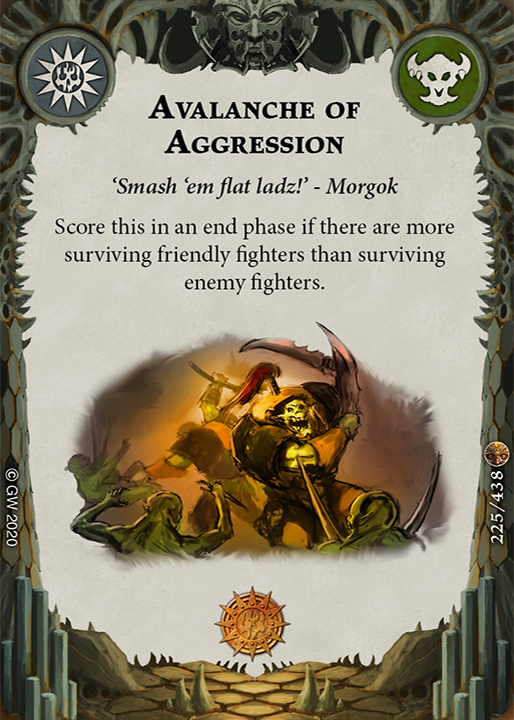 AVALANCHE OF
AGGRESSION
‘Smash ‘em flat ladz!’ - Morgok
Score this in an end phase if there are more
surviving friendly fighters than surviving
enemy fighters.
© GW 2020
225/438